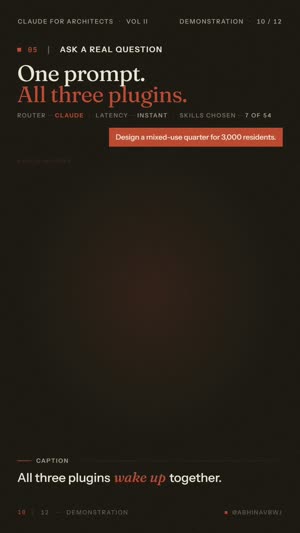 CLAUDE FOR ARCHITECTS · VOL II
DEMONSTRATION · 10 / 12
05 | ASK A REAL QUESTION
One prompt.
All three plugins.
ROUTER · CLAUDE · LATENCY · INSTANT · SKILLS CHOSEN · 7 OF 54
Design a mixed-use quarter for 3,000 residents.
CAPTION
All three plugins wake up together.
10 | 12 · DEMONSTRATION
@ABHINAVBWJ